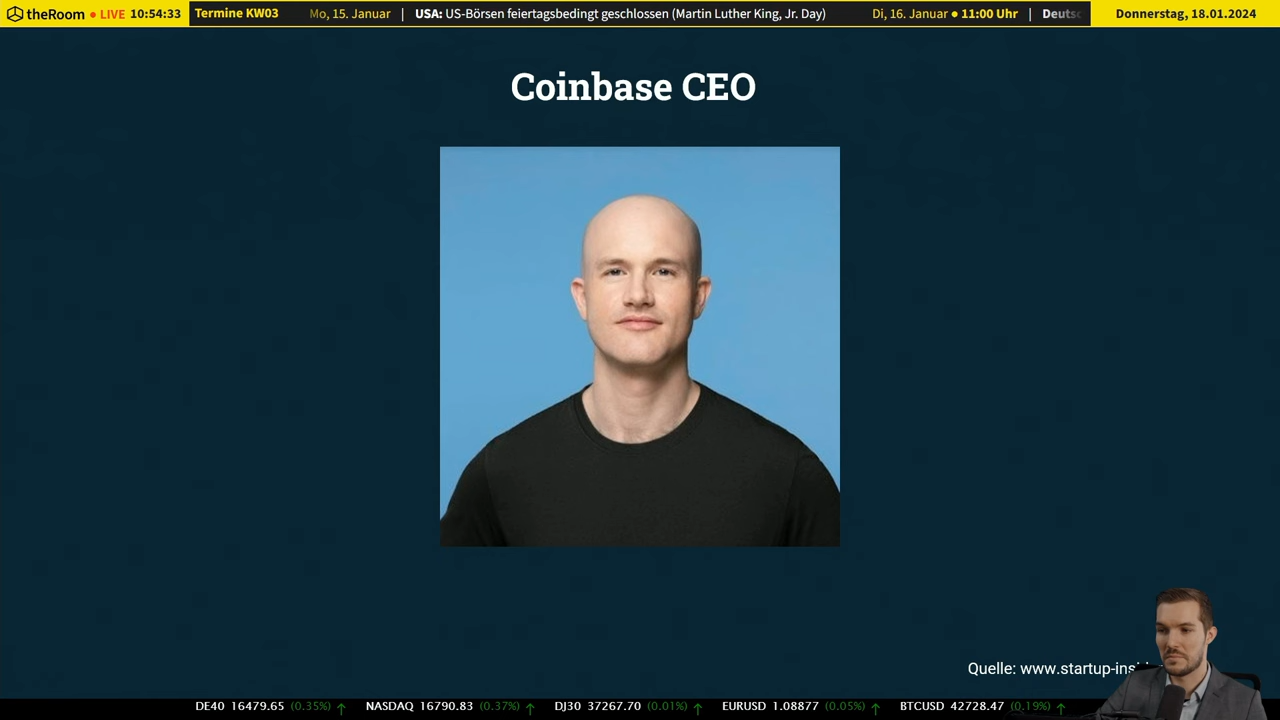 theRoom • LIVE 10:54:33 Termine KW03 Mo, 15. Januar | USA: US-Börsen feiertagsbedingt geschlossen (Martin Luther King, Jr. Day) Di, 16. Januar • 11:00 Uhr | Donnerstag, 18.01.2024
Coinbase CEO
Quelle:
DE40 16479.65 (0.35%) ↑ NASDAQ 16790.83 (0.37%) ↑ DJ30 37267.70 (0.01%) ↑ EURUSD 1.08877 (0.05%) ↑ BTCUSD 42728.47 (0.19%) ↑